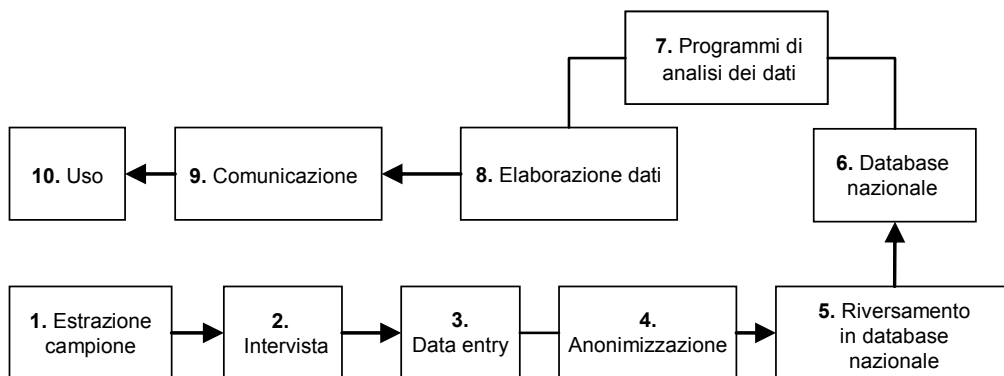 7. Programmi di
analisi dei dati
10. Uso
9. Comunicazione
8. Elaborazione dati
6. Database
nazionale
1. Estrazione
campione
2.
Intervista
3.
Data entry
4.
Anonimizzazione
5. Riversamento
in database
nazionale